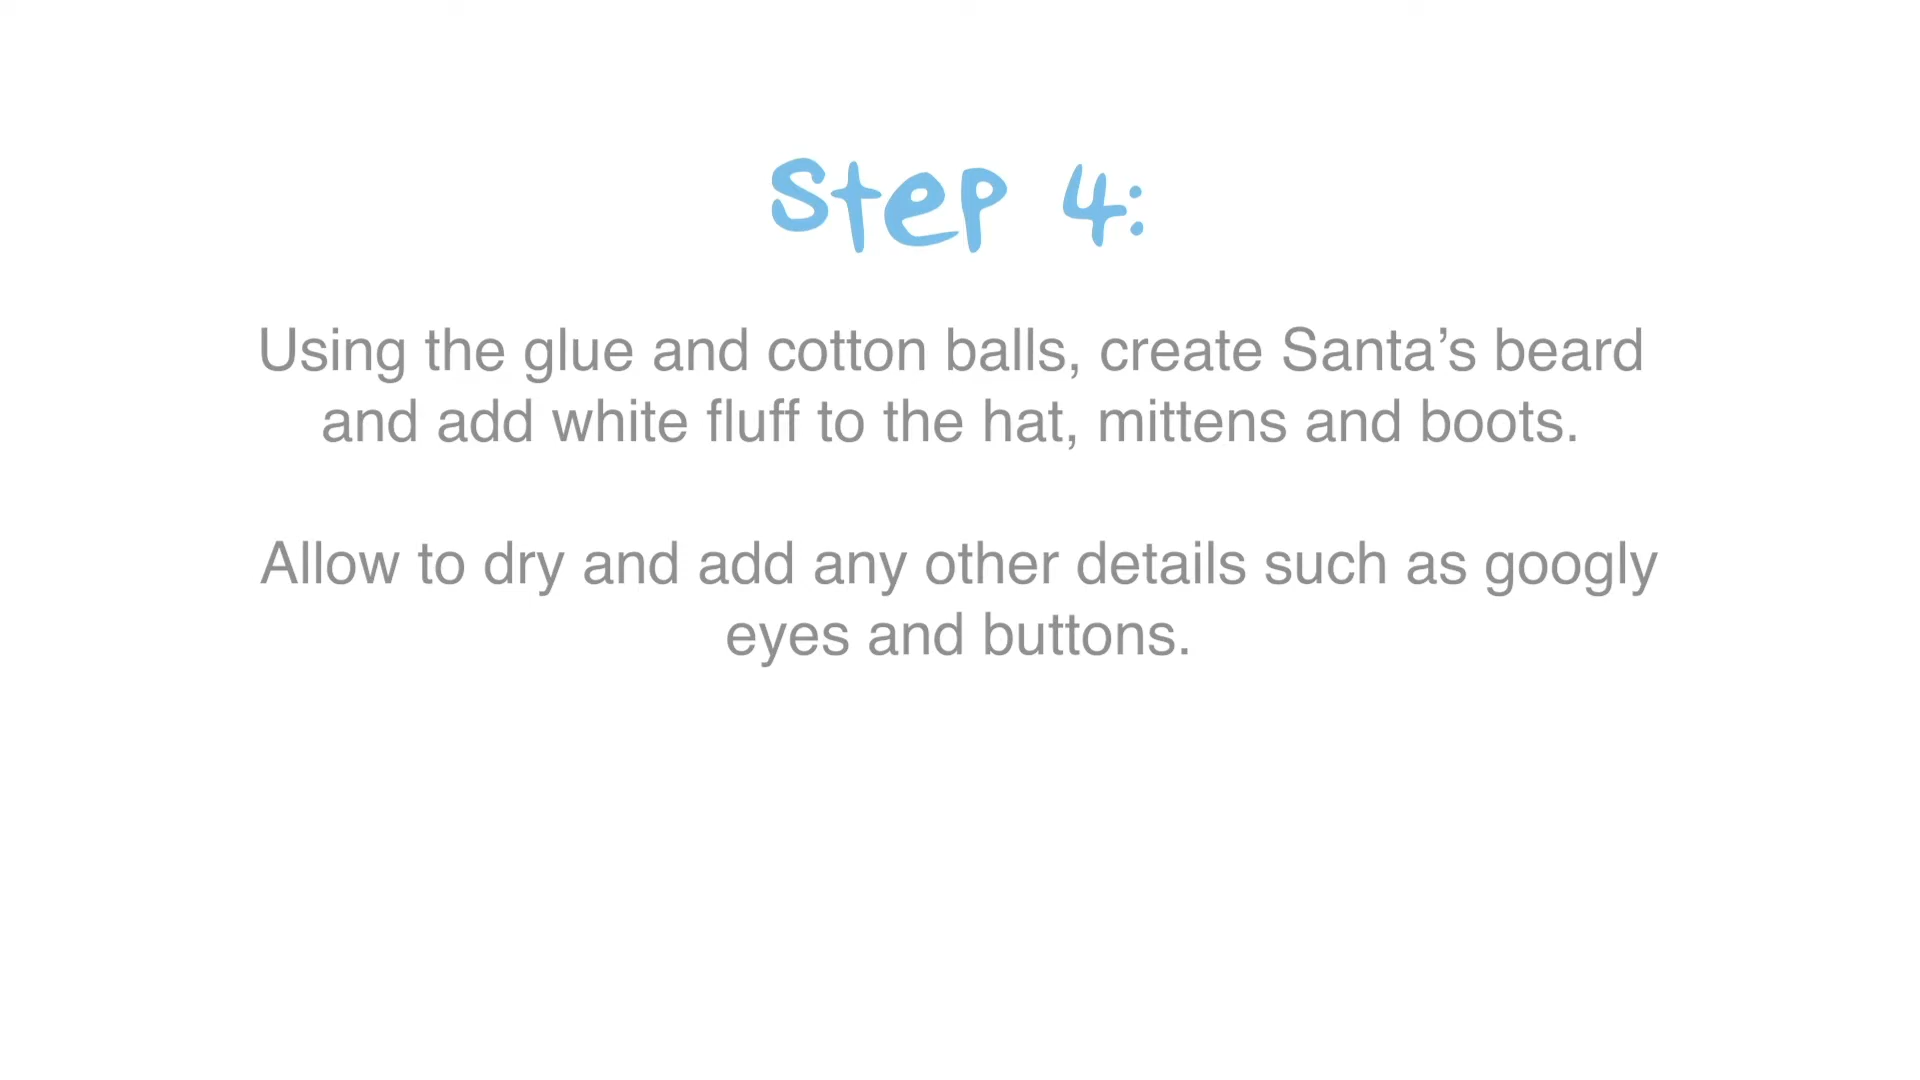 Step 4:
Using the glue and cotton balls, create Santa’s beard
and add white fluff to the hat, mittens and boots.
Allow to dry and add any other details such as googly
eyes and buttons.